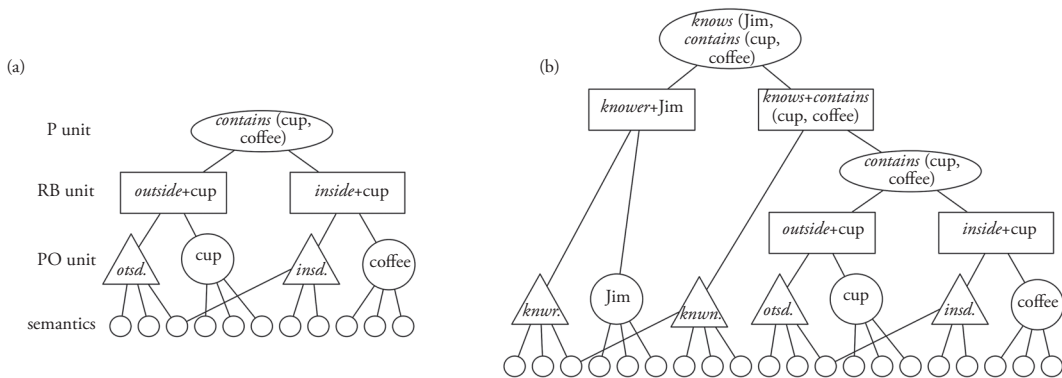 (a)
P unit
contains (cup,
coffee)
RB unit
outside+cup
inside+cup
PO unit
otsd.
cup
insd.
coffee
semantics
(b)
knows (Jim,
contains (cup,
coffee)
knower+Jim
knows+contains
(cup, coffee)
contains (cup,
coffee)
outside+cup
inside+cup
knwr.
Jim
knwn.
otsd.
cup
insd.
coffee